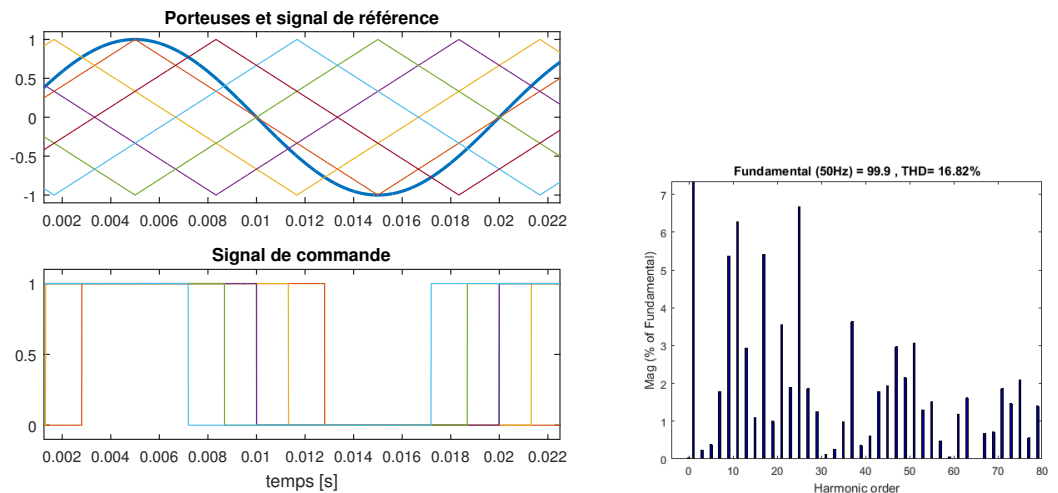 Porteuses et signal de référence
1
0.5
0
-0.5
-1
0.002 0.004 0.006 0.008 0.01 0.012 0.014 0.016 0.018 0.02 0.022
Signal de commande
1
0.5
0
0.002 0.004 0.006 0.008 0.01 0.012 0.014 0.016 0.018 0.02 0.022
temps [s]
Fundamental (50Hz) = 99.9 , THD= 16.82%
Mag (% of Fundamental)
7
6
5
4
3
2
1
0
0 10 20 30 40 50 60 70 80
Harmonic order